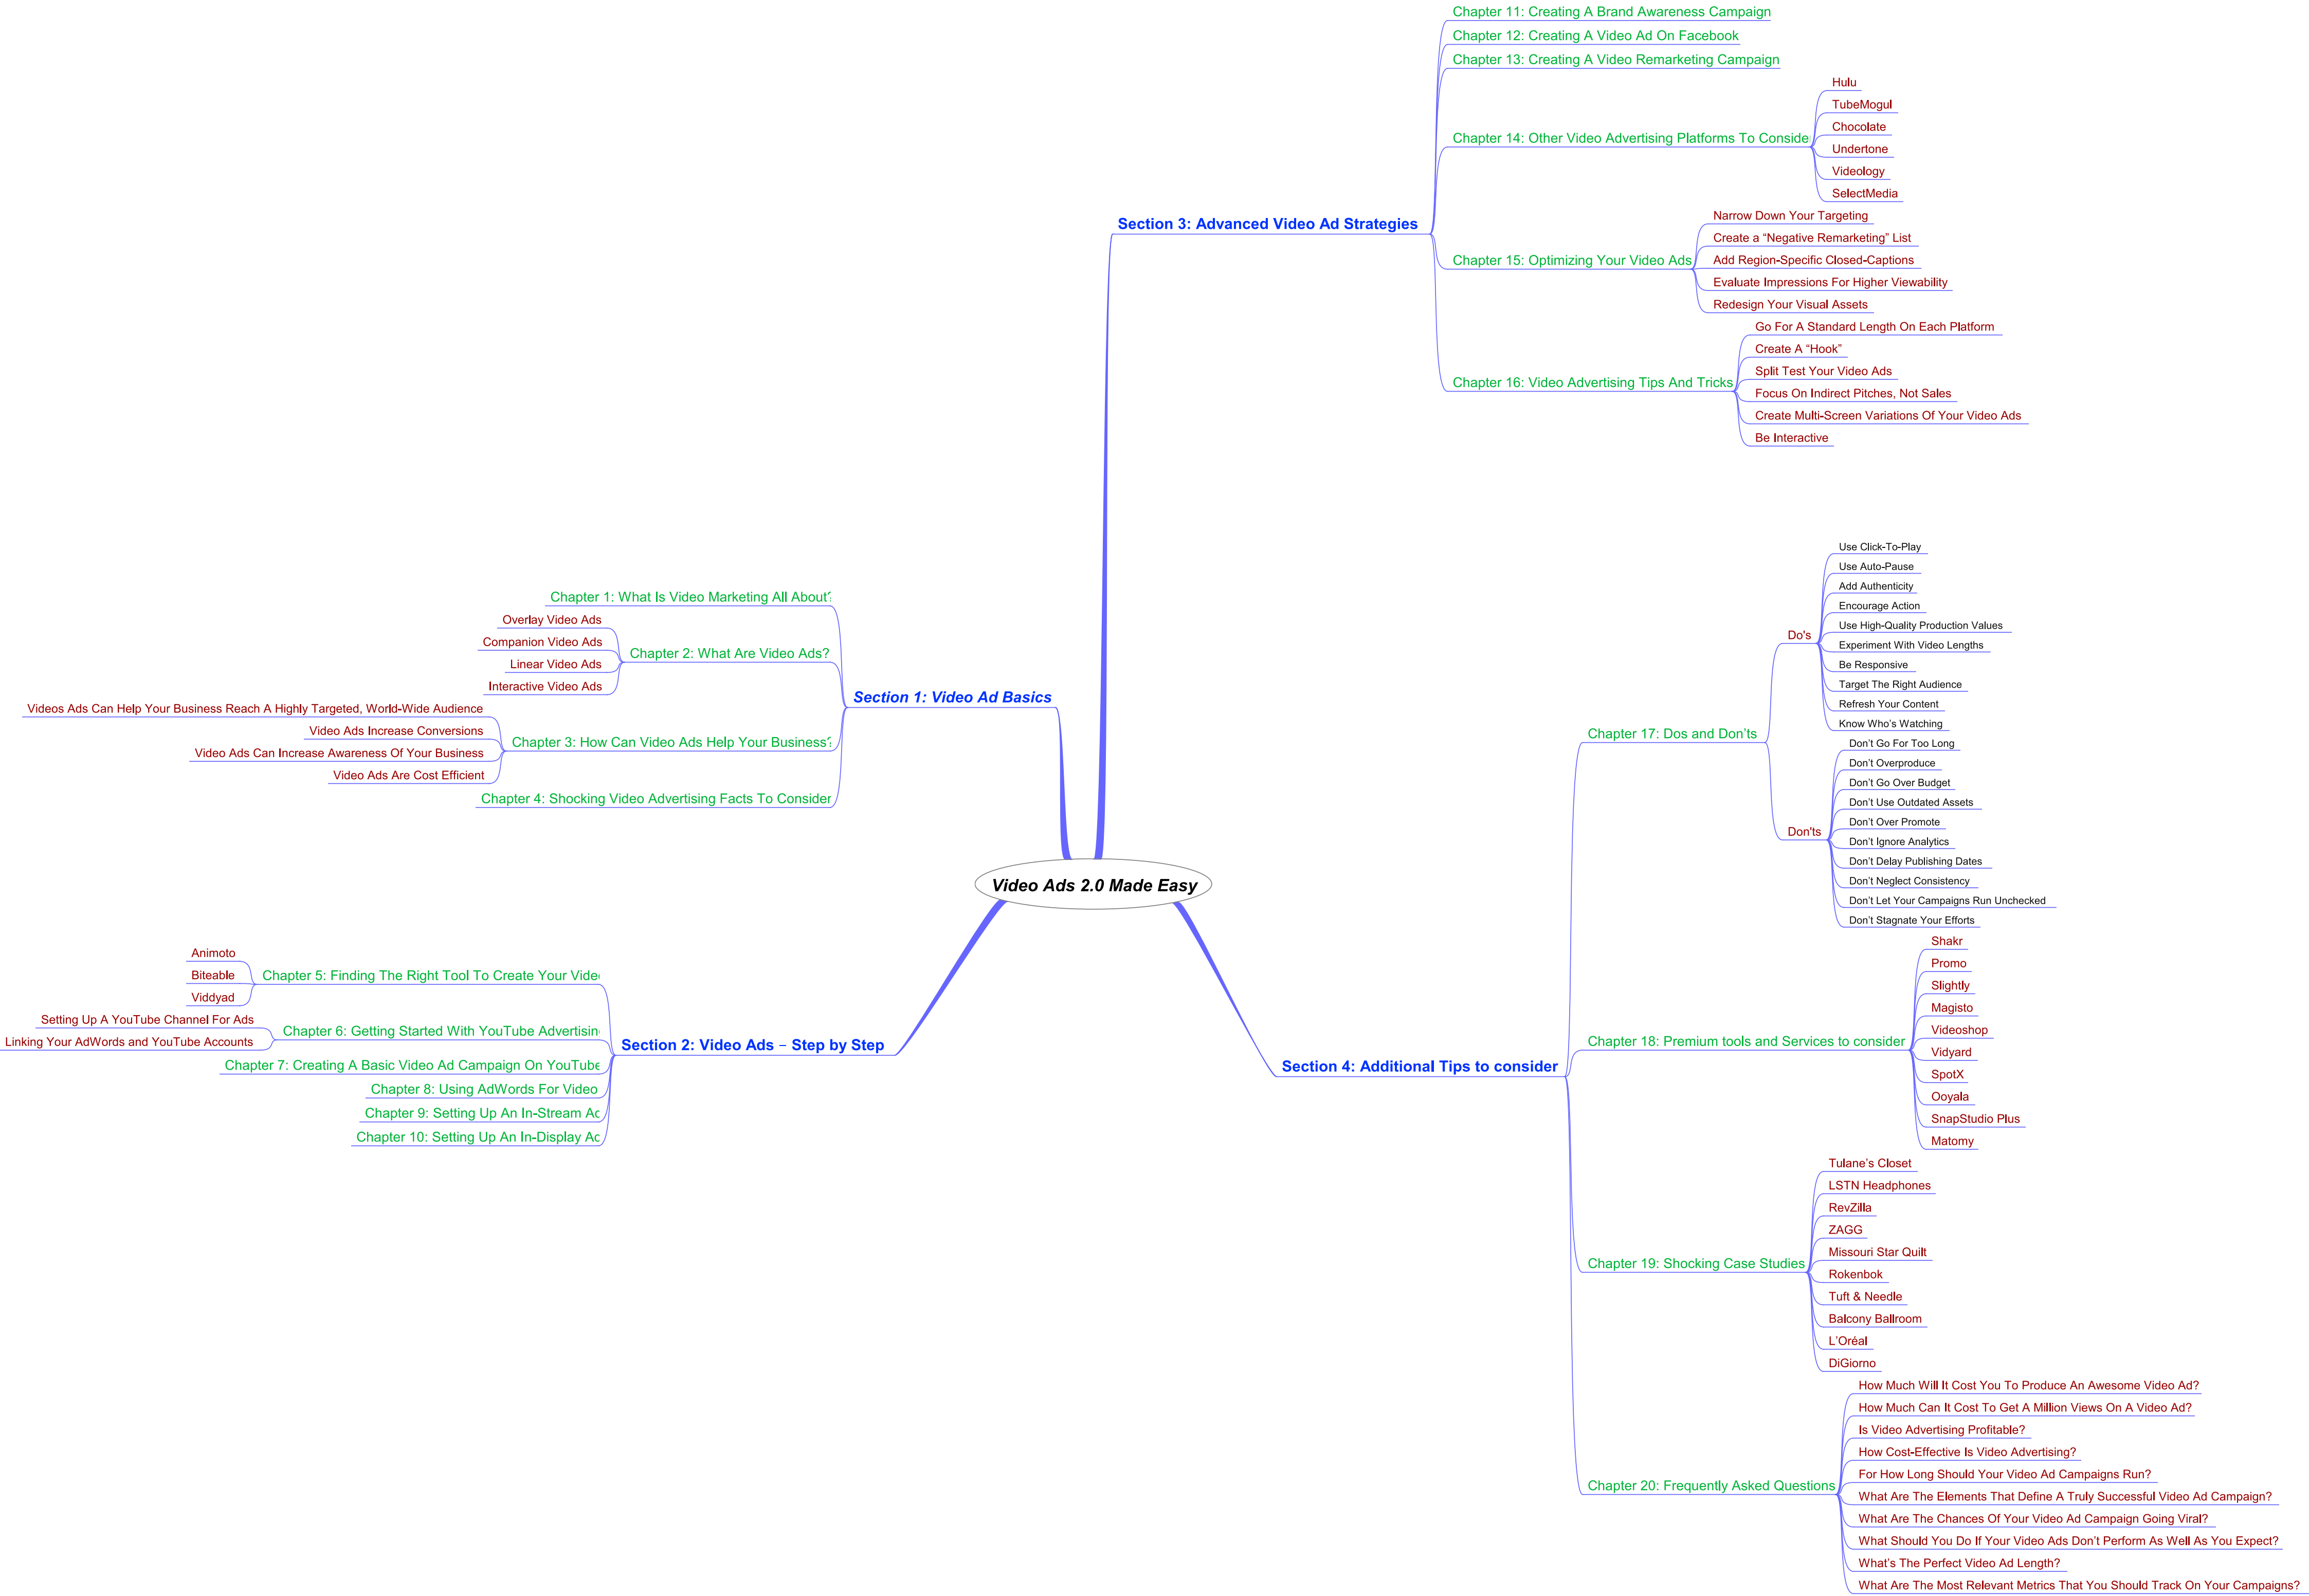 Video Ads 2.0 Made Easy
Section 1: Video Ad Basics
Chapter 1: What Is Video Marketing All About?
Chapter 2: What Are Video Ads?
Overlay Video Ads
Companion Video Ads
Linear Video Ads
Interactive Video Ads
Chapter 3: How Can Video Ads Help Your Business?
Videos Ads Can Help Your Business Reach A Highly Targeted, World-Wide Audience
Video Ads Increase Conversions
Video Ads Can Increase Awareness Of Your Business
Video Ads Are Cost Efficient
Chapter 4: Shocking Video Advertising Facts To Consider
Section 2: Video Ads – Step by Step
Chapter 5: Finding The Right Tool To Create Your Vide
Animoto
Biteable
Viddyad
Chapter 6: Getting Started With YouTube Advertisin
Setting Up A YouTube Channel For Ads
Linking Your AdWords and YouTube Accounts
Chapter 7: Creating A Basic Video Ad Campaign On YouTube
Chapter 8: Using AdWords For Video
Chapter 9: Setting Up An In-Stream Ad
Chapter 10: Setting Up An In-Display Ad
Section 3: Advanced Video Ad Strategies
Chapter 11: Creating A Brand Awareness Campaign
Chapter 12: Creating A Video Ad On Facebook
Chapter 13: Creating A Video Remarketing Campaign
Chapter 14: Other Video Advertising Platforms To Conside
Hulu
TubeMogul
Chocolate
Undertone
Videology
SelectMedia
Chapter 15: Optimizing Your Video Ads
Narrow Down Your Targeting
Create a “Negative Remarketing” List
Add Region-Specific Closed-Captions
Evaluate Impressions For Higher Viewability
Redesign Your Visual Assets
Chapter 16: Video Advertising Tips And Tricks
Go For A Standard Length On Each Platform
Create A “Hook”
Split Test Your Video Ads
Focus On Indirect Pitches, Not Sales
Create Multi-Screen Variations Of Your Video Ads
Be Interactive
Section 4: Additional Tips to consider
Chapter 17: Dos and Don’ts
Do's
Use Click-To-Play
Use Auto-Pause
Add Authenticity
Encourage Action
Use High-Quality Production Values
Experiment With Video Lengths
Be Responsive
Target The Right Audience
Refresh Your Content
Know Who’s Watching
Don'ts
Don’t Go For Too Long
Don’t Overproduce
Don’t Go Over Budget
Don’t Use Outdated Assets
Don’t Over Promote
Don’t Ignore Analytics
Don’t Delay Publishing Dates
Don’t Neglect Consistency
Don’t Let Your Campaigns Run Unchecked
Don’t Stagnate Your Efforts
Chapter 18: Premium tools and Services to consider
Shakr
Promo
Slightly
Magisto
Videoshop
Vidyard
SpotX
Ooyala
SnapStudio Plus
Matomy
Chapter 19: Shocking Case Studies
Tulane’s Closet
LSTN Headphones
RevZilla
ZAGG
Missouri Star Quilt
Rokenbok
Tuft & Needle
Balcony Ballroom
L’Oréal
DiGiorno
Chapter 20: Frequently Asked Questions
How Much Will It Cost You To Produce An Awesome Video Ad?
How Much Can It Cost To Get A Million Views On A Video Ad?
Is Video Advertising Profitable?
How Cost-Effective Is Video Advertising?
For How Long Should Your Video Ad Campaigns Run?
What Are The Elements That Define A Truly Successful Video Ad Campaign?
What Are The Chances Of Your Video Ad Campaign Going Viral?
What Should You Do If Your Video Ads Don’t Perform As Well As You Expect?
What’s The Perfect Video Ad Length?
What Are The Most Relevant Metrics That You Should Track On Your Campaigns?